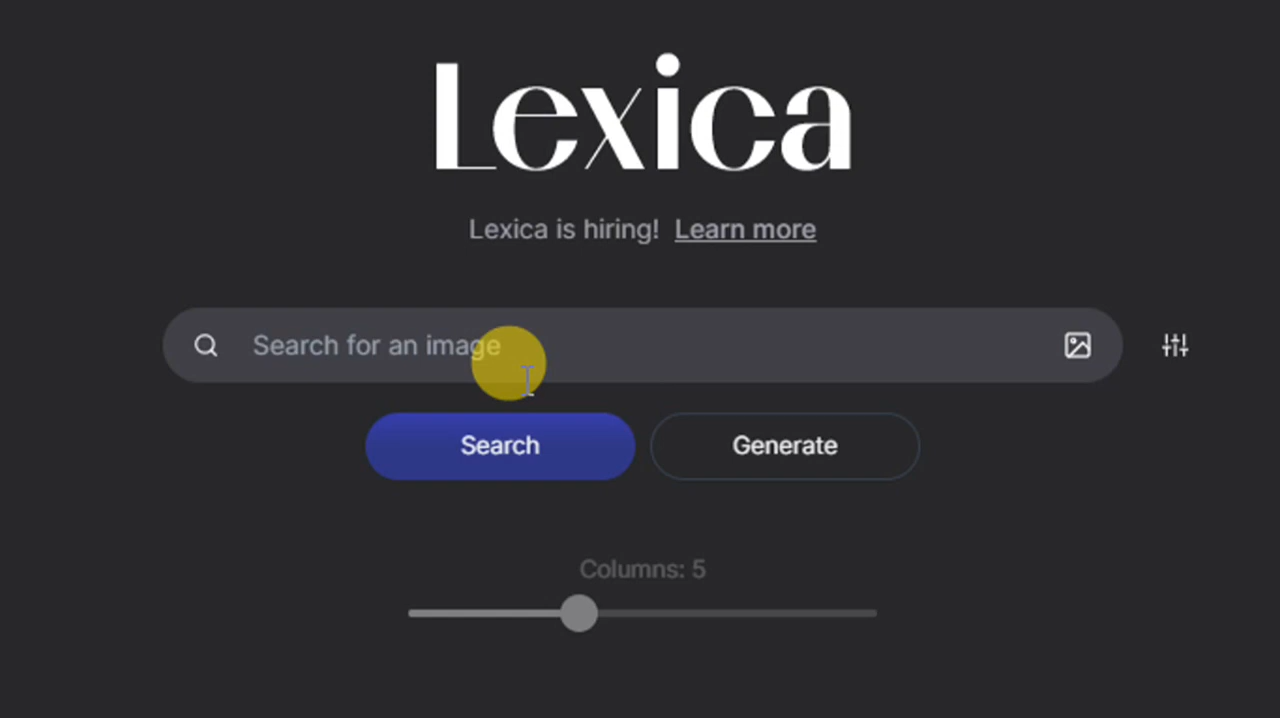 Lexica
Lexica is hiring! Learn more
Search for an image
Search
Generate
Columns: 5